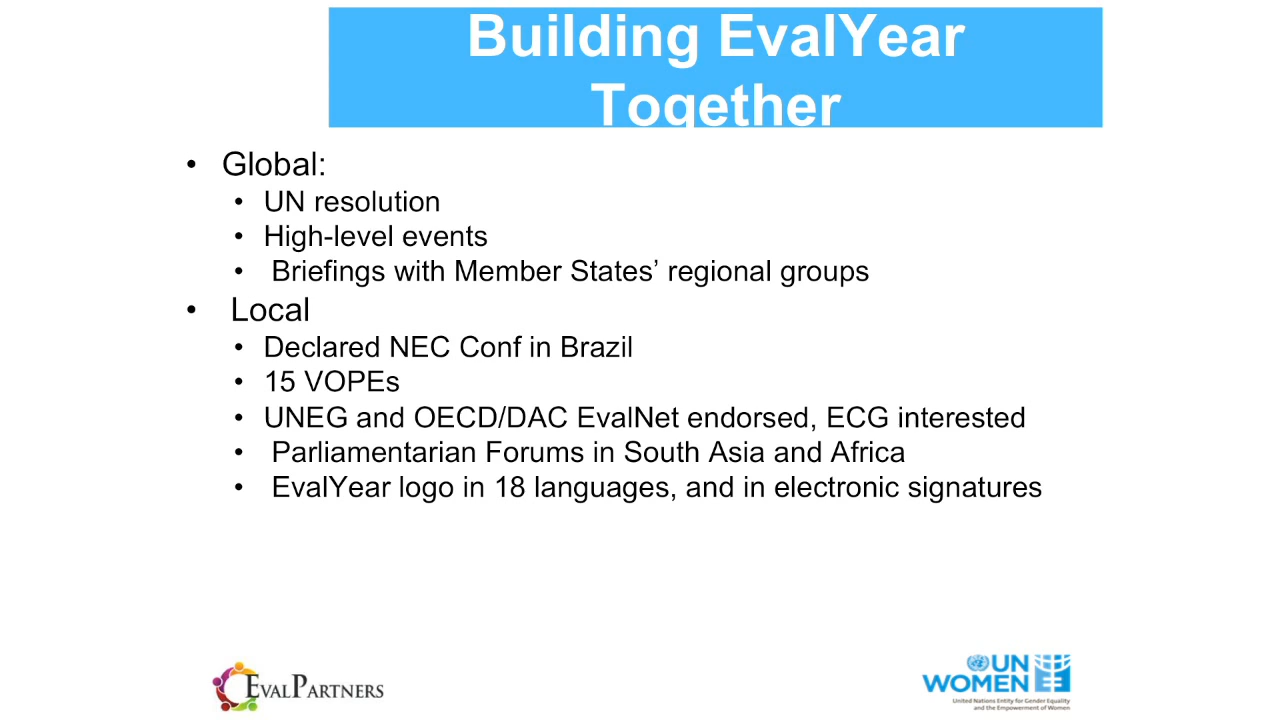 Building EvalYear
Together
• Global:
• UN resolution
• High-level events
• Briefings with Member States’ regional groups
• Local
• Declared NEC Conf in Brazil
• 15 VOPEs
• UNEG and OECD/DAC EvalNet endorsed, ECG interested
• Parliamentarian Forums in South Asia and Africa
• EvalYear logo in 18 languages, and in electronic signatures
EVALPARTNERS
UN
WOMEN
United Nations Entity for Gender Equality
and the Empowerment of Women